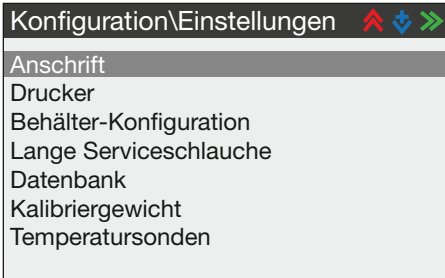 Konfiguration\Einstellungen
Anschrift
Drucker
Behälter-Konfiguration
Lange Serviceschlauche
Datenbank
Kalibriergewicht
Temperatursonden